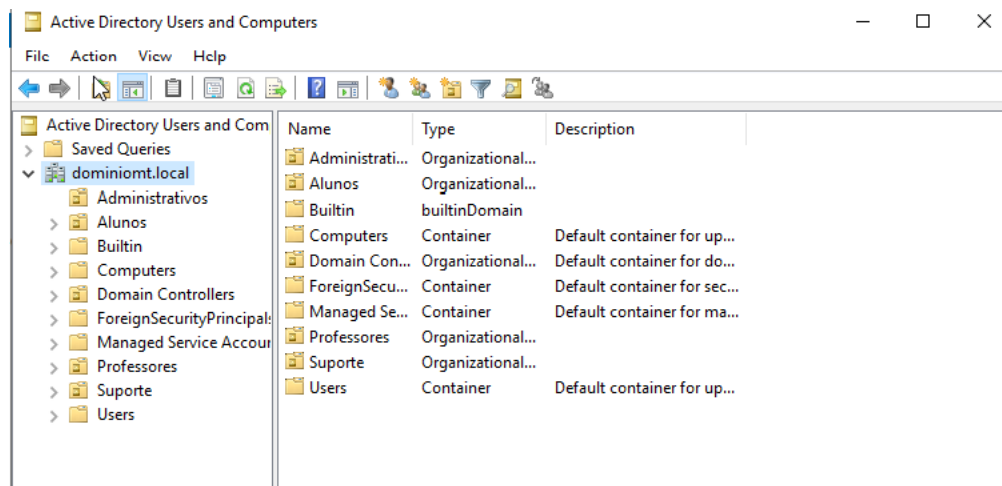 Active Directory Users and Computers
File Action View Help
Active Directory Users and Com
Saved Queries
dominiomt.local
Administrativos
Alunos
Builtin
Computers
Domain Controllers
ForeignSecurityPrincipals
Managed Service Accour
Professores
Suporte
Users
Name Type Description
Administrati... Organizational...
Alunos Organizational...
Builtin builtinDomain
Computers Container Default container for up...
Domain Con... Organizational... Default container for do...
ForeignSecu... Container Default container for sec...
Managed Se... Container Default container for ma...
Professores Organizational...
Suporte Organizational...
Users Container Default container for up...